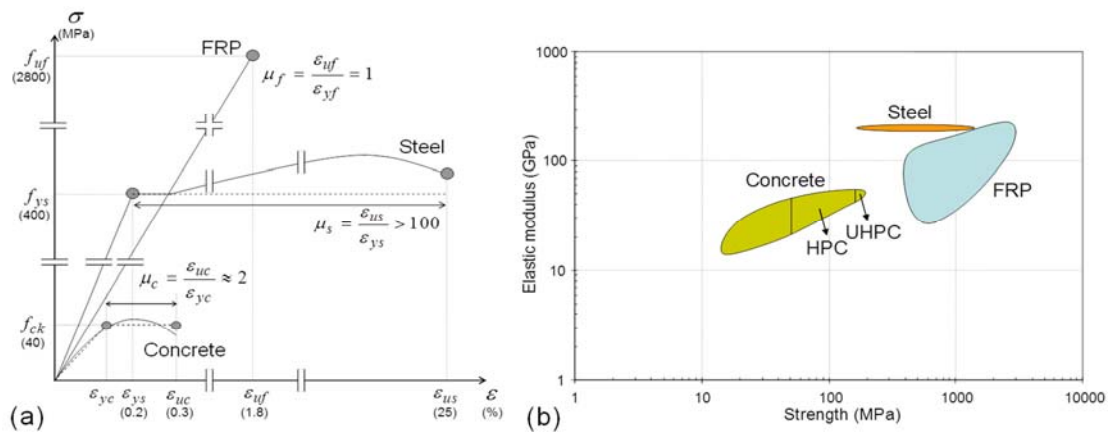 σ
(MPa)
f_uf
(2800)
FRP
μ_f = ε_uf / ε_yf = 1
Steel
f_ys
(400)
μ_s = ε_us / ε_ys > 100
μ_c = ε_uc / ε_yc ≈ 2
f_ck
(40)
Concrete
ε_yc ε_ys ε_uc ε_uf ε_us ε
(0.2) (0.3) (1.8) (25) (%)
(a)
Elastic modulus (GPa)
1000
100
10
1
Steel
FRP
Concrete
UHPC
HPC
1 10 100 1000 10000
Strength (MPa)
(b)